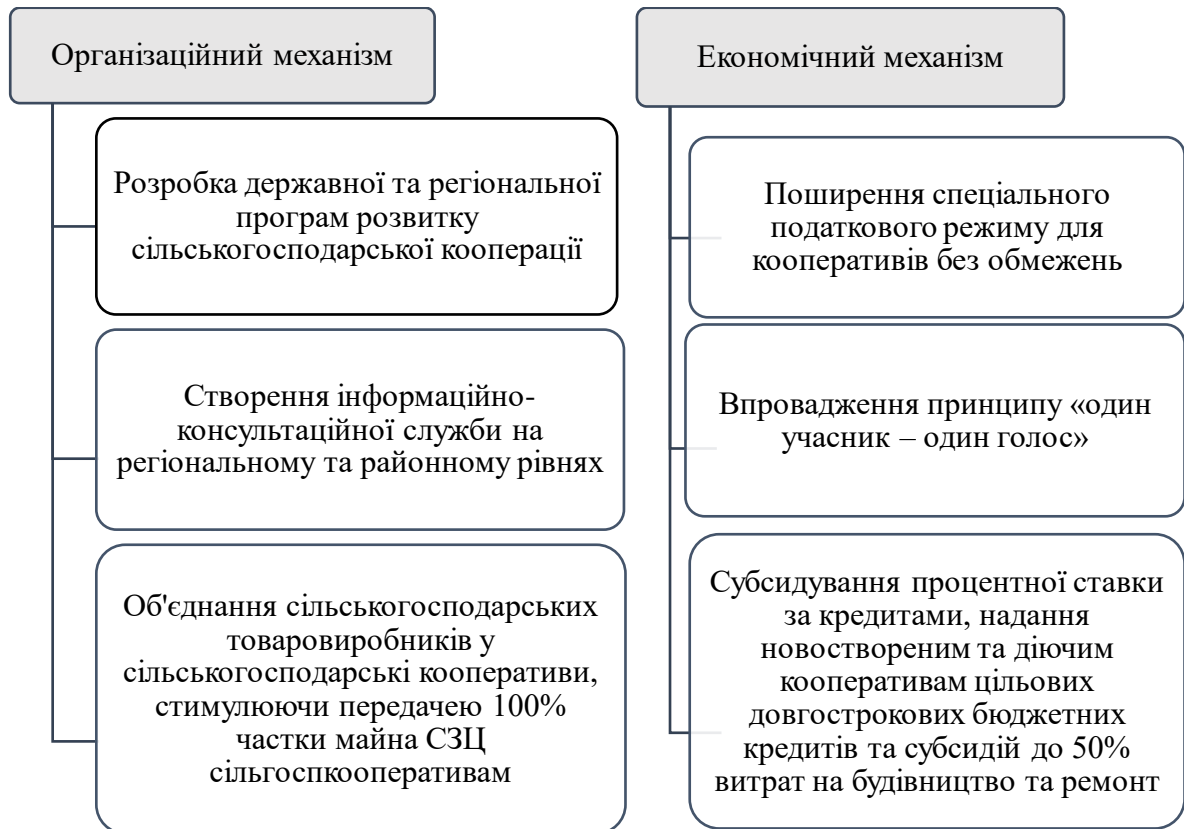 Організаційний механізм
Розробка державної та регіональної
програм розвитку
сільськогосподарської кооперації
Створення інформаційно-
консультаційної служби на
регіональному та районному рівнях
Об'єднання сільськогосподарських
товаровиробників у
сільськогосподарські кооперативи,
стимулюючи передачею 100%
частки майна СЗЦ
сільгоспкооперативам
Економічний механізм
Поширення спеціального
податкового режиму для
кооперативів без обмежень
Впровадження принципу «один
учасник – один голос»
Субсидування процентної ставки
за кредитами, надання
новоствореним та діючим
кооперативам цільових
довгострокових бюджетних
кредитів та субсидій до 50%
витрат на будівництво та ремонт